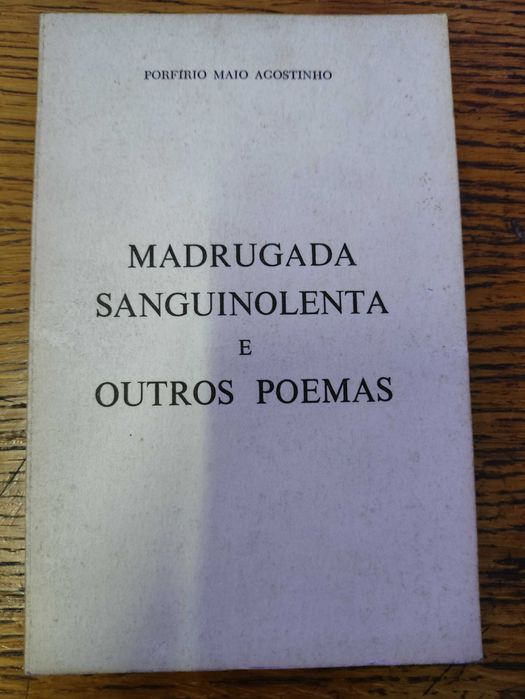 PORFÍRIO MAIO AGOSTINHO
MADRUGADA
SANGUINOLENTA
E
OUTROS POEMAS